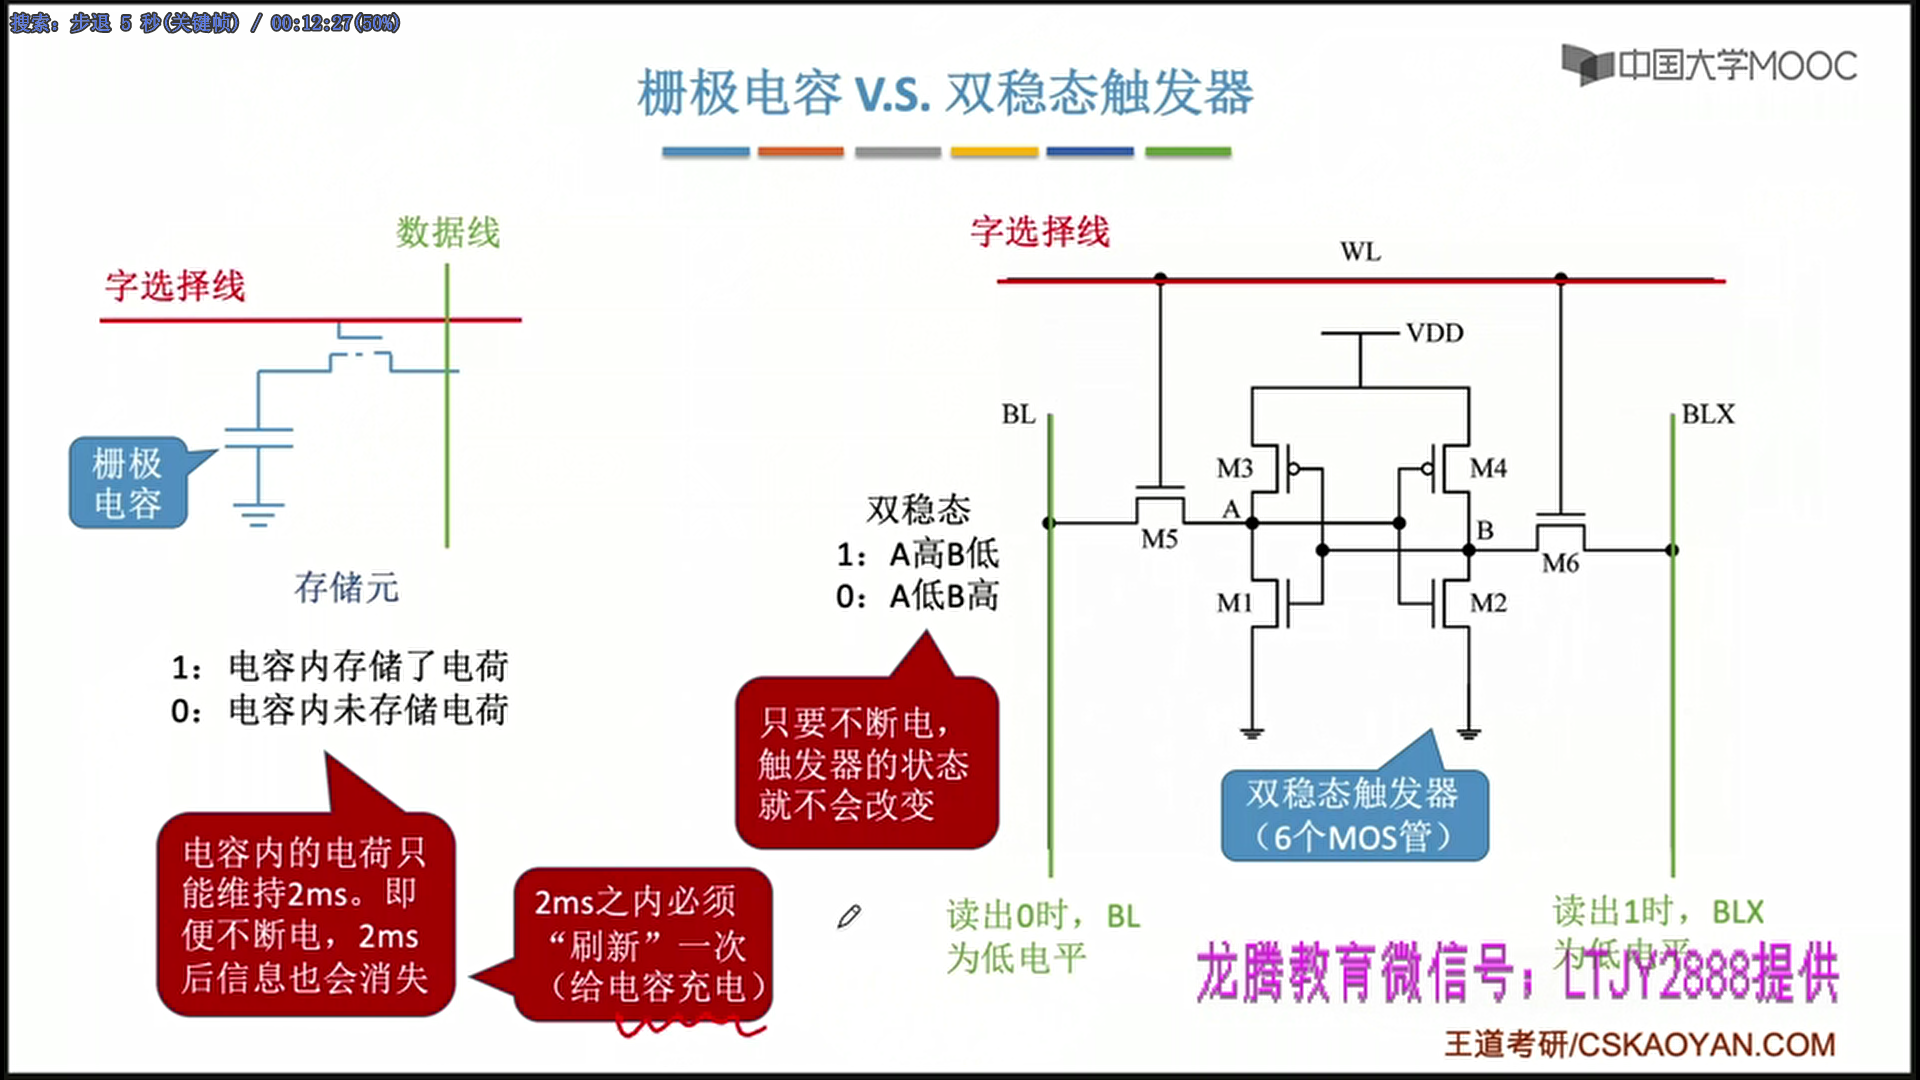 搜索: 步退 5 秒(关键帧) / 00:12:27(50%)
中国大学MOOC
栅极电容 V.S. 双稳态触发器
数据线
字选择线
栅极
电容
存储元
1：电容内存储了电荷
0：电容内未存储电荷
电容内的电荷只
能维持2ms。即
便不断电，2ms
后信息也会消失
2ms之内必须
“刷新”一次
（给电容充电）
字选择线
WL
VDD
BL
BLX
M3
M4
A
M5
B
M6
M1
M2
双稳态
1：A高B低
0：A低B高
只要不断电，
触发器的状态
就不会改变
双稳态触发器
（6个MOS管）
读出0时，BL
为低电平
读出1时，BLX
为低电平
龙腾教育微信号：LTJY2888提供
王道考研/CSKAOYAN.COM